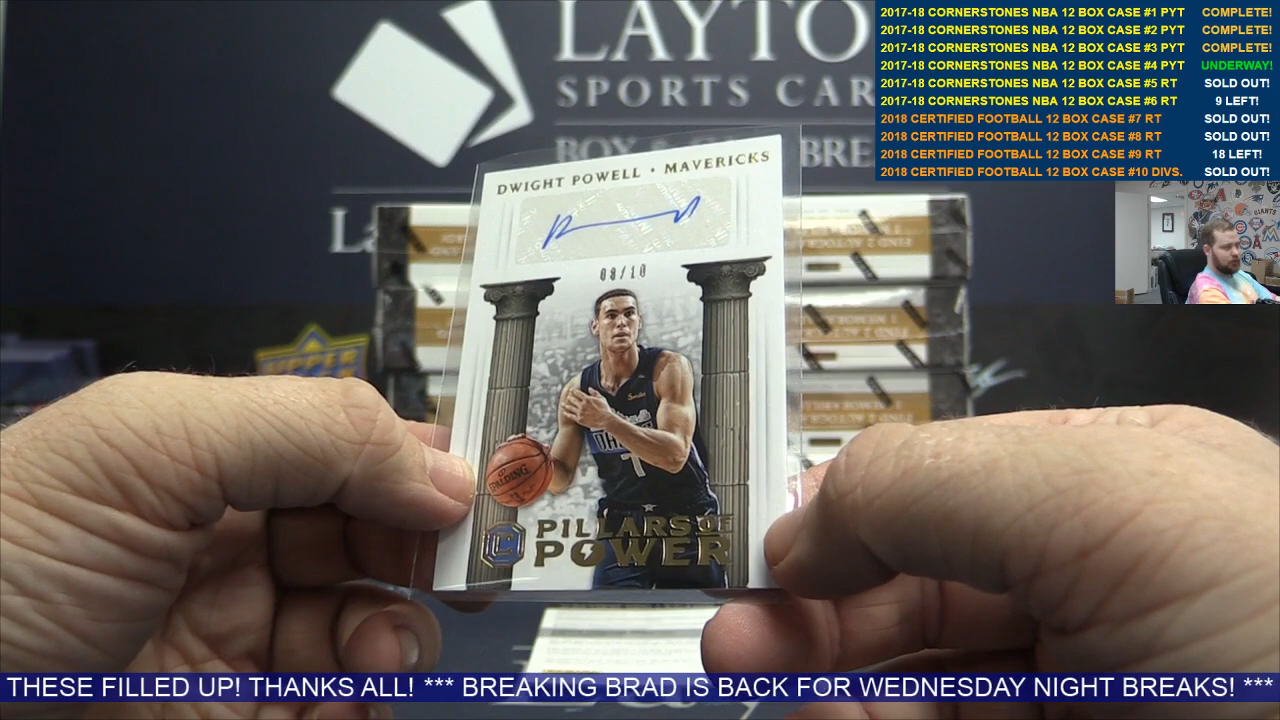 LAYTO
SPORTS CAR
BOX & BRE
2017-18 CORNERSTONES NBA 12 BOX CASE #1 PYT COMPLETE!
2017-18 CORNERSTONES NBA 12 BOX CASE #2 PYT COMPLETE!
2017-18 CORNERSTONES NBA 12 BOX CASE #3 PYT COMPLETE!
2017-18 CORNERSTONES NBA 12 BOX CASE #4 PYT UNDERWAY!
2017-18 CORNERSTONES NBA 12 BOX CASE #5 RT SOLD OUT!
2017-18 CORNERSTONES NBA 12 BOX CASE #6 RT 9 LEFT!
2018 CERTIFIED FOOTBALL 12 BOX CASE #7 RT SOLD OUT!
2018 CERTIFIED FOOTBALL 12 BOX CASE #8 RT SOLD OUT!
2018 CERTIFIED FOOTBALL 12 BOX CASE #9 RT 18 LEFT!
2018 CERTIFIED FOOTBALL 12 BOX CASE #10 DIVS. SOLD OUT!
DWIGHT POWELL • MAVERICKS
08/10
UPPER
7
SPALDING
C PILLARS OF
POWER
THESE FILLED UP! THANKS ALL! *** BREAKING BRAD IS BACK FOR WEDNESDAY NIGHT BREAKS! ***